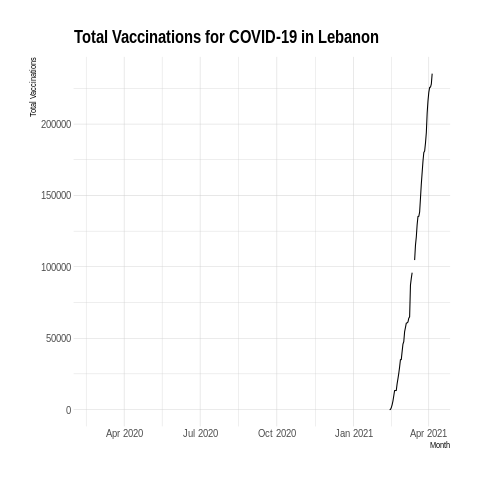 Total Vaccinations for COVID-19 in Lebanon
Total Vaccinations
200000
150000
100000
50000
0
Apr 2020 Jul 2020 Oct 2020 Jan 2021 Apr 2021
Month